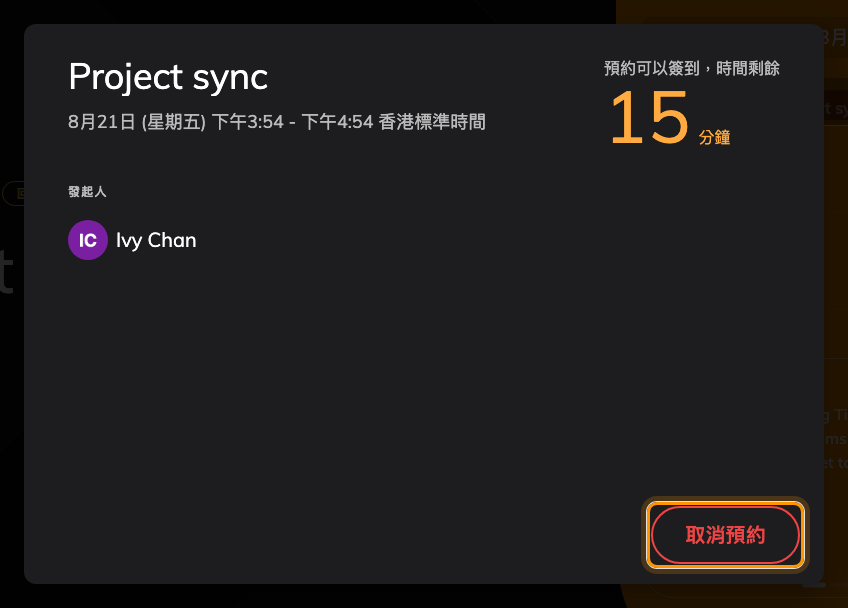 Project sync
8月21日 (星期五) 下午3:54 - 下午4:54 香港標準時間
預約可以簽到，時間剩餘
15 分鐘
發起人
IC Ivy Chan
取消預約